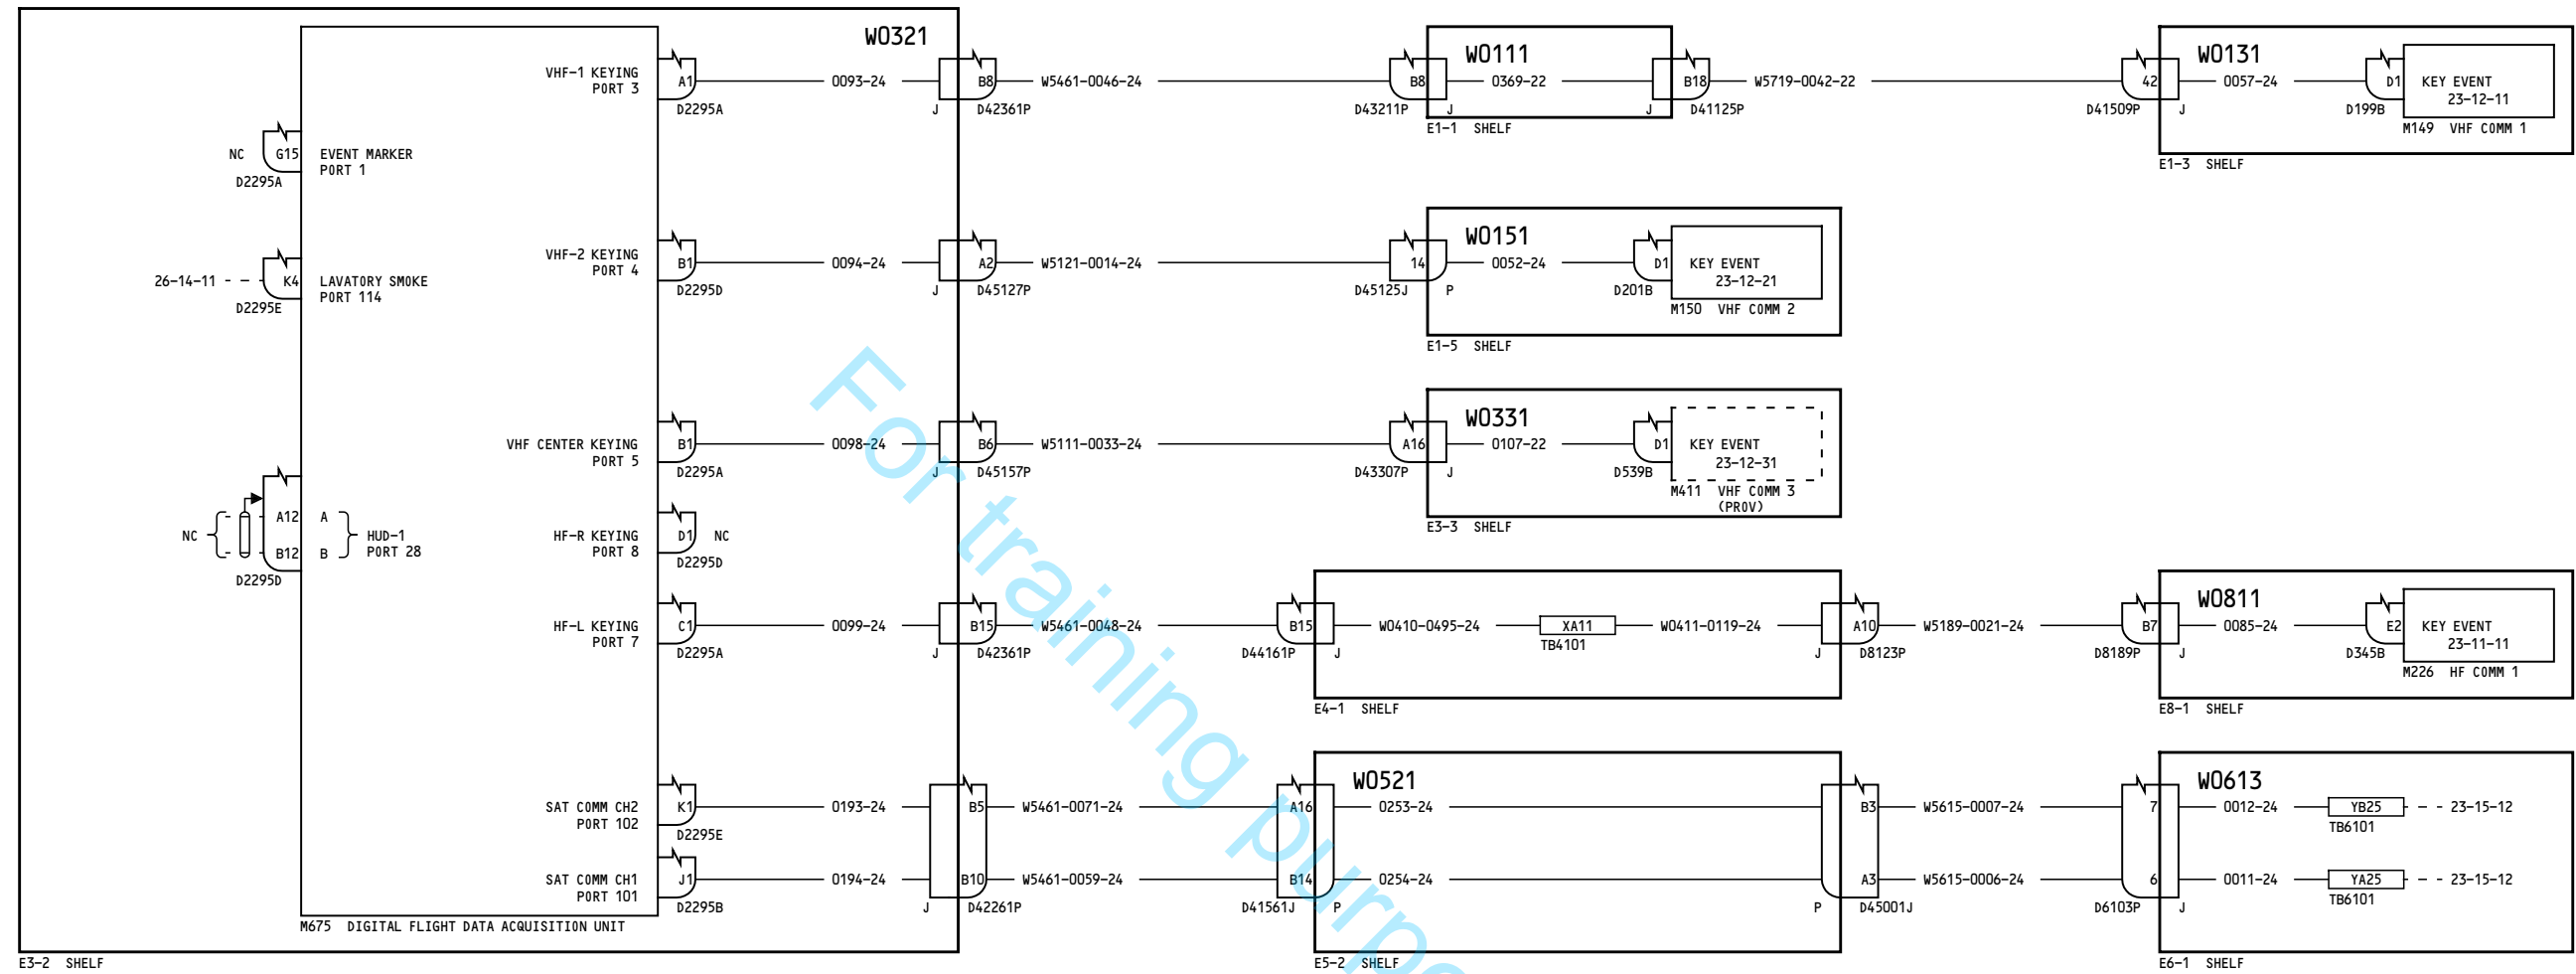 W0321
VHF-1 KEYING
PORT 3
A1
D2295A
0093-24
J
B8
D42361P
W5461-0046-24
B8
D43211P
J
W0111
0369-22
J
B18
D41125P
E1-1 SHELF
W5719-0042-22
42
D41509P
J
W0131
0057-24
D1
D199B
KEY EVENT
23-12-11
M149 VHF COMM 1
E1-3 SHELF
NC
G15
D2295A
EVENT MARKER
PORT 1
26-14-11
K4
D2295E
LAVATORY SMOKE
PORT 114
VHF-2 KEYING
PORT 4
B1
D2295D
0094-24
J
A2
D45127P
W5121-0014-24
14
D45125J
P
W0151
0052-24
D1
D201B
KEY EVENT
23-12-21
M150 VHF COMM 2
E1-5 SHELF
VHF CENTER KEYING
PORT 5
B1
D2295A
0098-24
J
B6
D45157P
W5111-0033-24
A16
D43307P
J
W0331
0107-22
D1
D539B
KEY EVENT
23-12-31
M411 VHF COMM 3
(PROV)
E3-3 SHELF
NC
A12
B12
D2295D
A
B
HUD-1
PORT 28
HF-R KEYING
PORT 8
D1
NC
D2295D
HF-L KEYING
PORT 7
C1
D2295A
0099-24
J
B15
D42361P
W5461-0048-24
B15
D44161P
J
W0410-0495-24
XA11
TB4101
W0411-0119-24
J
A10
D8123P
E4-1 SHELF
W5189-0021-24
B7
D8189P
J
W0811
0085-24
E2
D345B
KEY EVENT
23-11-11
M226 HF COMM 1
E8-1 SHELF
SAT COMM CH2
PORT 102
K1
D2295E
0193-24
B5
W5461-0071-24
A16
W0521
0253-24
B3
W5615-0007-24
7
W0613
0012-24
YB25
TB6101
23-15-12
SAT COMM CH1
PORT 101
J1
D2295B
0194-24
J
B10
D42261P
W5461-0059-24
B14
D41561J
P
0254-24
P
A3
D45001J
W5615-0006-24
6
D6103P
J
0011-24
YA25
TB6101
23-15-12
M675 DIGITAL FLIGHT DATA ACQUISITION UNIT
E3-2 SHELF
E5-2 SHELF
E6-1 SHELF
For training purpo